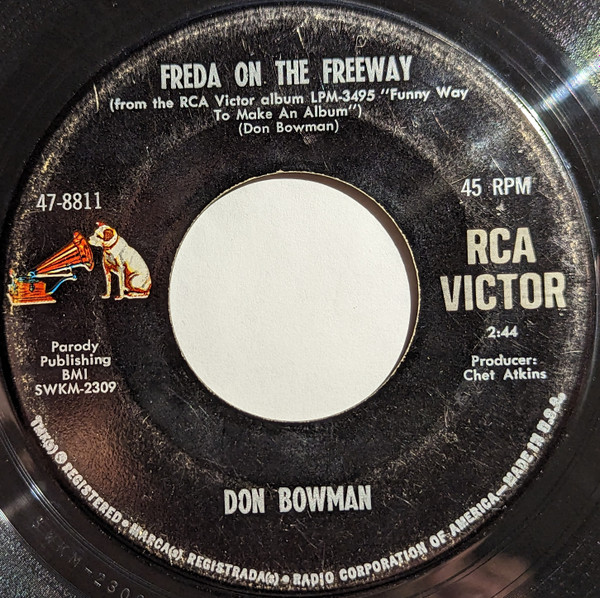 FREDA ON THE FREEWAY
(from the RCA Victor album LPM-3495 "Funny Way
To Make An Album")
(Don Bowman)
47-8811
45 RPM
RCA
VICTOR
2:44
Parody
Publishing
BMI
SWKM-2309
Producer:
Chet Atkins
DON BOWMAN
TMK(s) ® REGISTERED • MARCA(s) REGISTRADA(s) • RADIO CORPORATION OF AMERICA—MADE IN U.S.A.